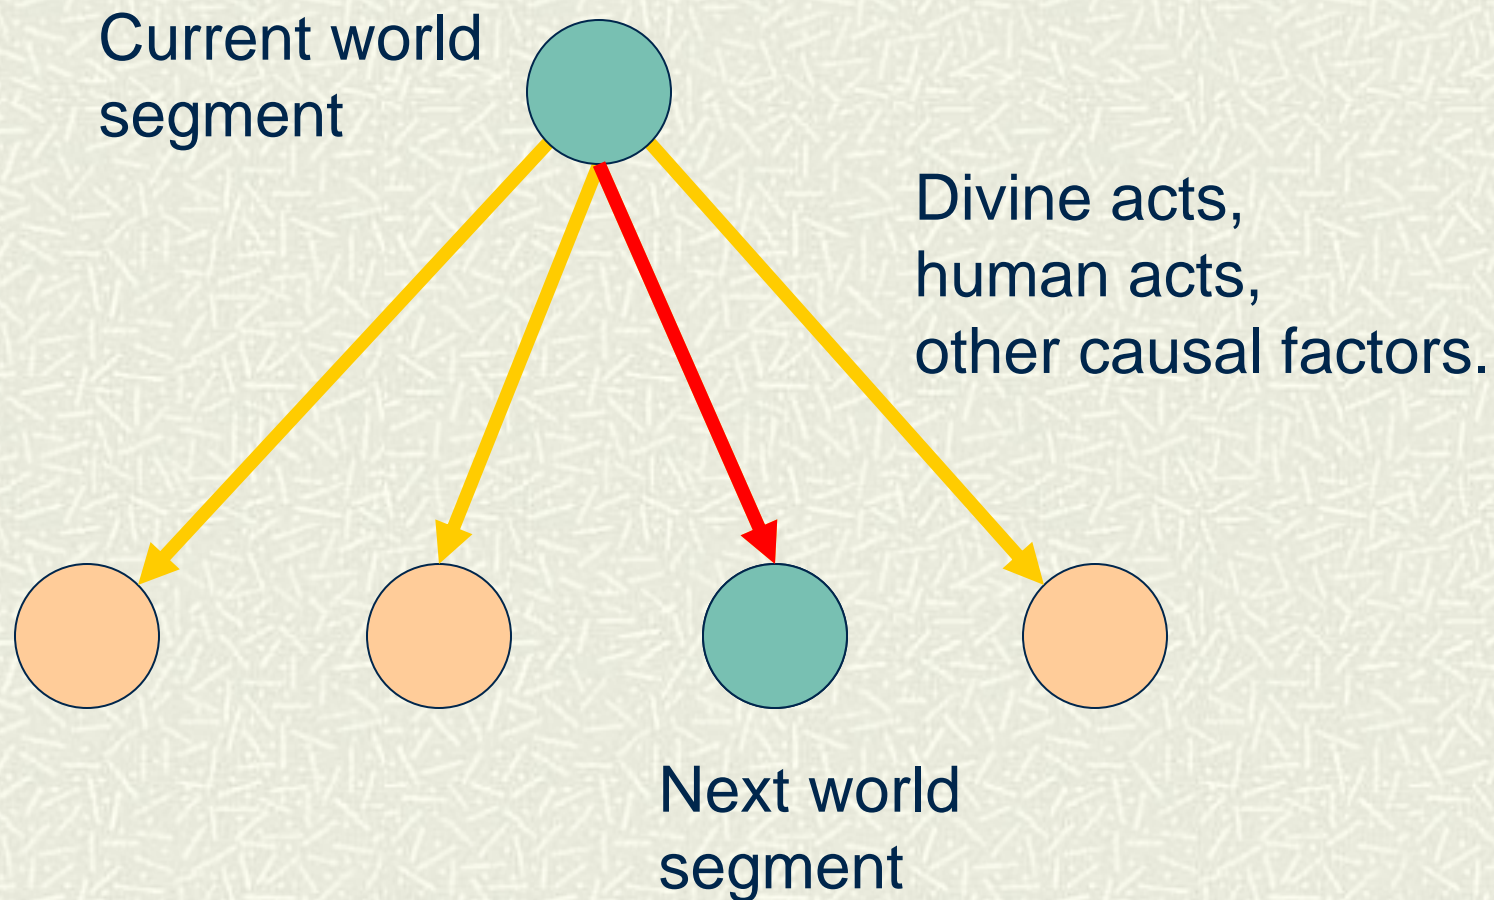 Current world
segment
Divine acts,
human acts,
other causal factors.
Next world
segment